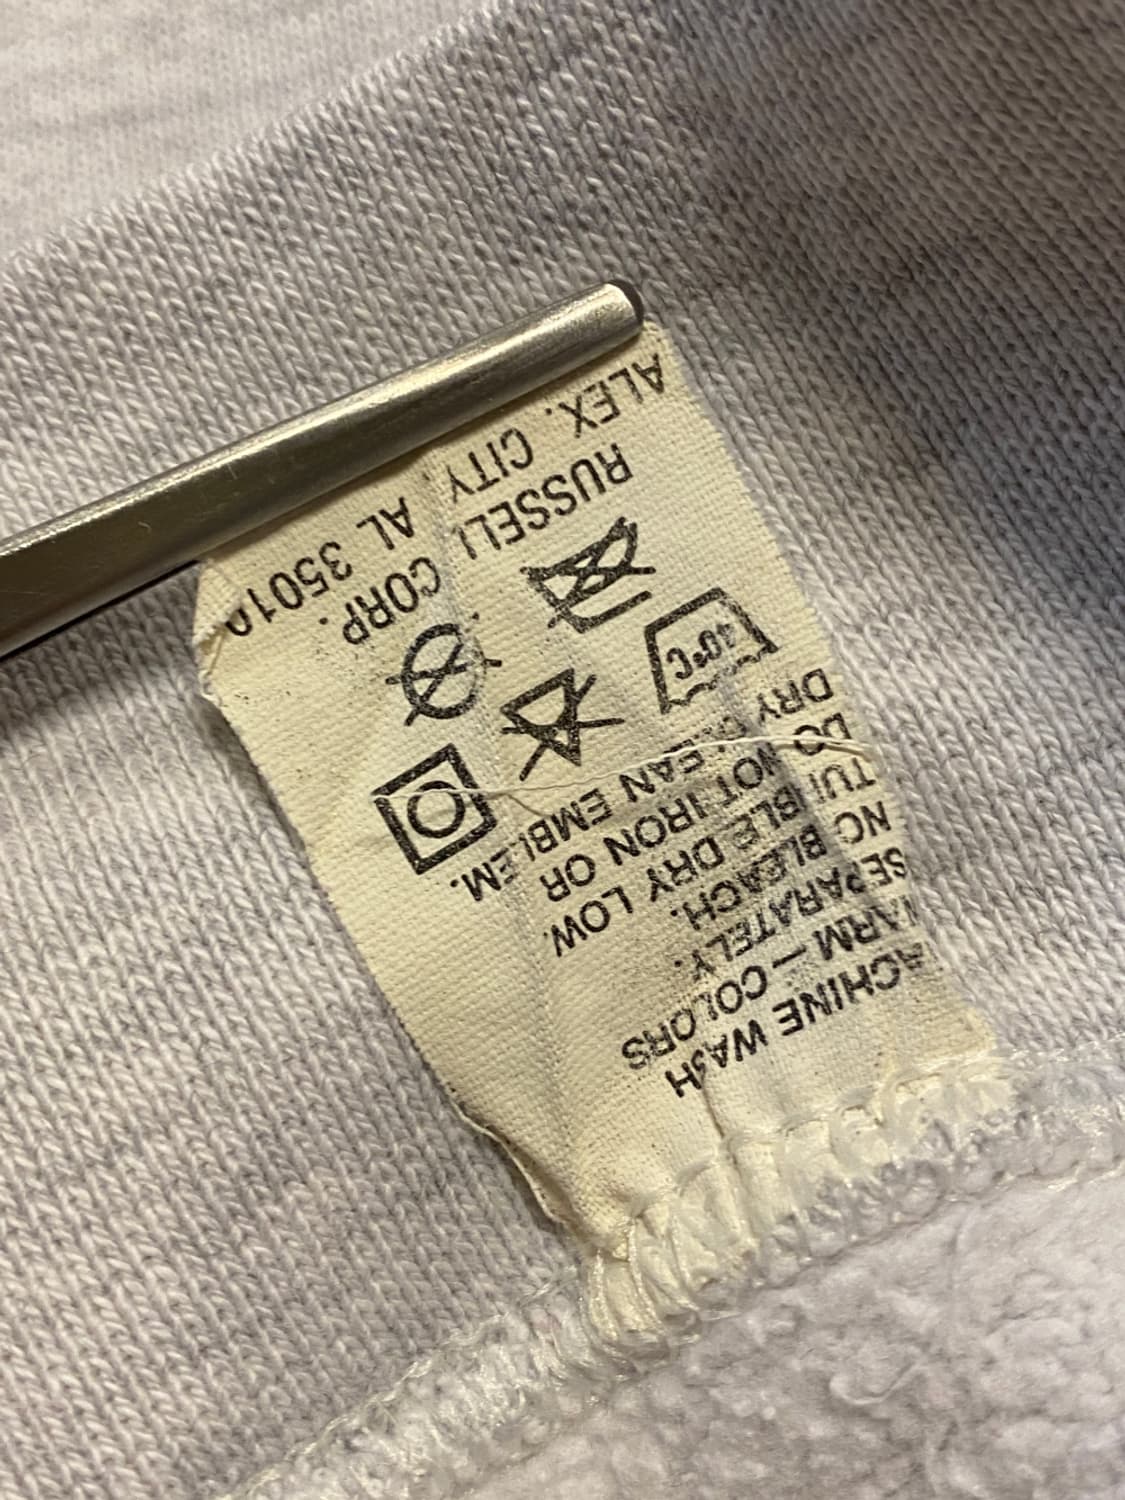 ACHINE WASH
WARM — COLORS
SEPARATELY.
NO BLEACH.
TUMBLE DRY LOW.
DO NOT IRON OR
DRY CLEAN EMBLEM.
40°C
RUSSELL CORP.
ALEX. CITY, AL 35010